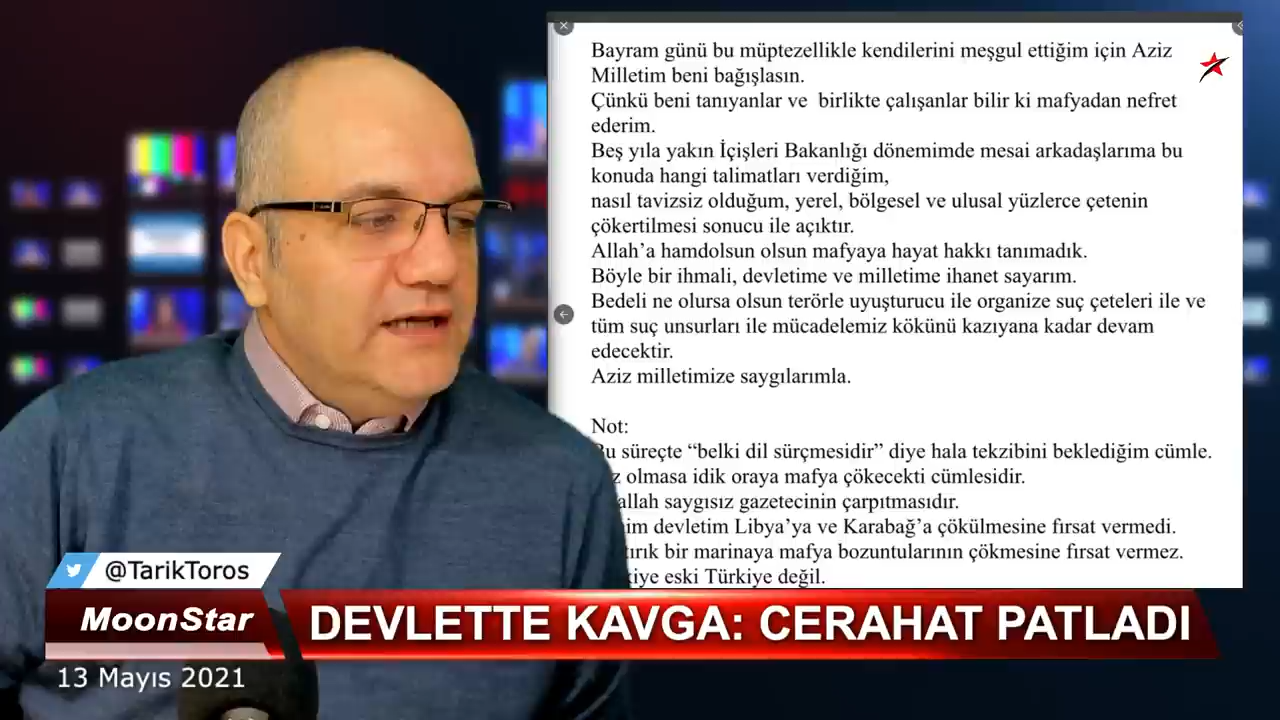 Bayram günü bu müptezellikle kendilerini meşgul ettiğim için Aziz
Milletim beni bağışlasın.
Çünkü beni tanıyanlar ve birlikte çalışanlar bilir ki mafyadan nefret
ederim.
Beş yıla yakın İçişleri Bakanlığı dönemimde mesai arkadaşlarıma bu
konuda hangi talimatları verdiğim,
nasıl tavizsiz olduğum, yerel, bölgesel ve ulusal yüzlerce çetenin
çökertilmesi sonucu ile açıktır.
Allah’a hamdolsun olsun mafyaya hayat hakkı tanımadık.
Böyle bir ihmali, devletime ve milletime ihanet sayarım.
Bedeli ne olursa olsun terörle uyuşturucu ile organize suç çeteleri ile ve
tüm suç unsurları ile mücadelemiz kökünü kazıyana kadar devam
edecektir.
Aziz milletimize saygılarımla.
Not:
süreçte “belki dil sürçmesidir” diye hala tekzibini beklediğim cümle.
olmasa idik oraya mafya çökecekti cümlesidir.
saygısız gazetecinin çarpıtmasıdır.
devletim Libya’ya ve Karabağ’a çökülmesine fırsat vermedi.
bir marinaya mafya bozuntularının çökmesine fırsat vermez.
eski Türkiye değil.
@TarikToros
MoonStar
DEVLETTE KAVGA: CERAHAT PATLADI
13 Mayıs 2021